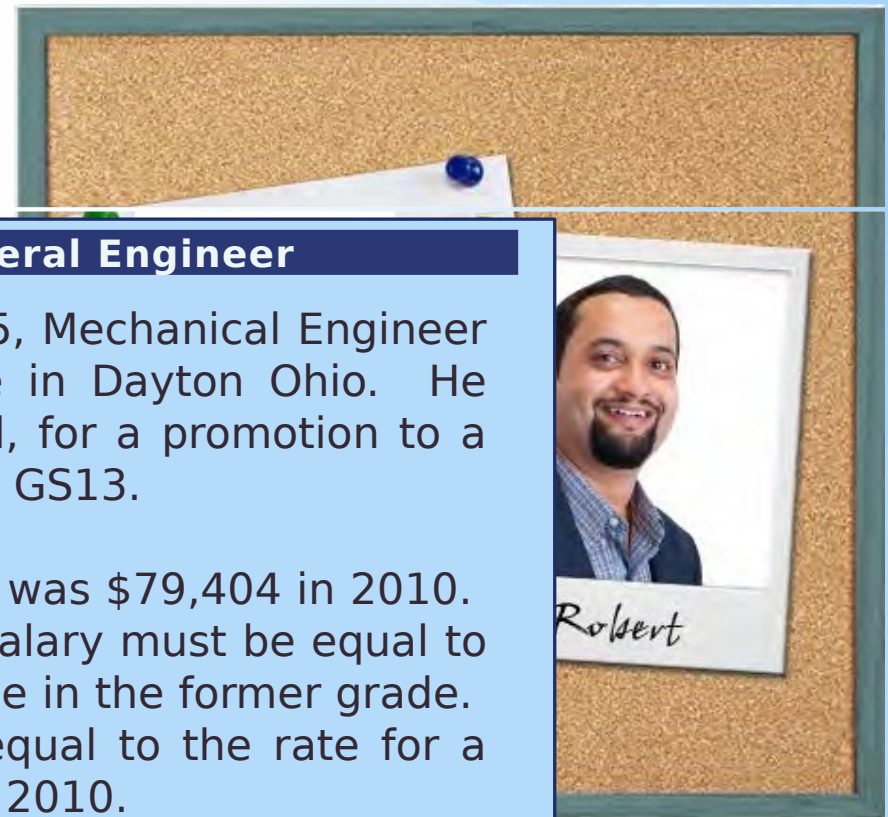 eral Engineer
5, Mechanical Engineer
in Dayton Ohio. He
, for a promotion to a
GS13.
was $79,404 in 2010.
alary must be equal to
e in the former grade.
equal to the rate for a
2010.
Robert